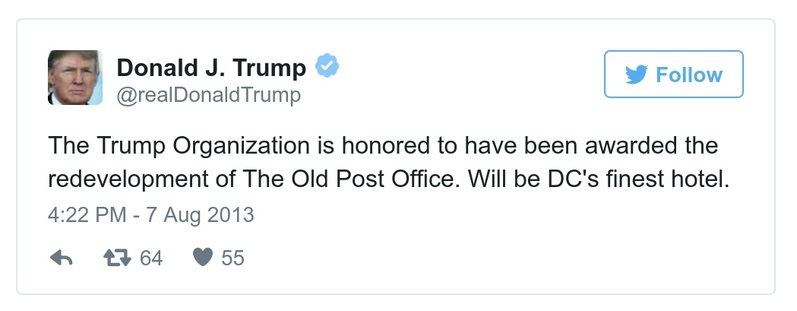 Donald J. Trump
@realDonaldTrump
Follow
The Trump Organization is honored to have been awarded the
redevelopment of The Old Post Office. Will be DC's finest hotel.
4:22 PM - 7 Aug 2013
64 55